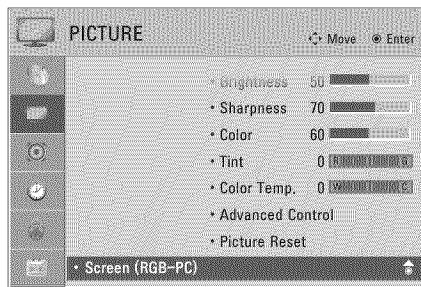 PICTURE
Move Enter
• Brightness 50
• Sharpness 70
• Color 60
• Tint 0 R G
• Color Temp. 0 W C
• Advanced Control
• Picture Reset
• Screen (RGB-PC)